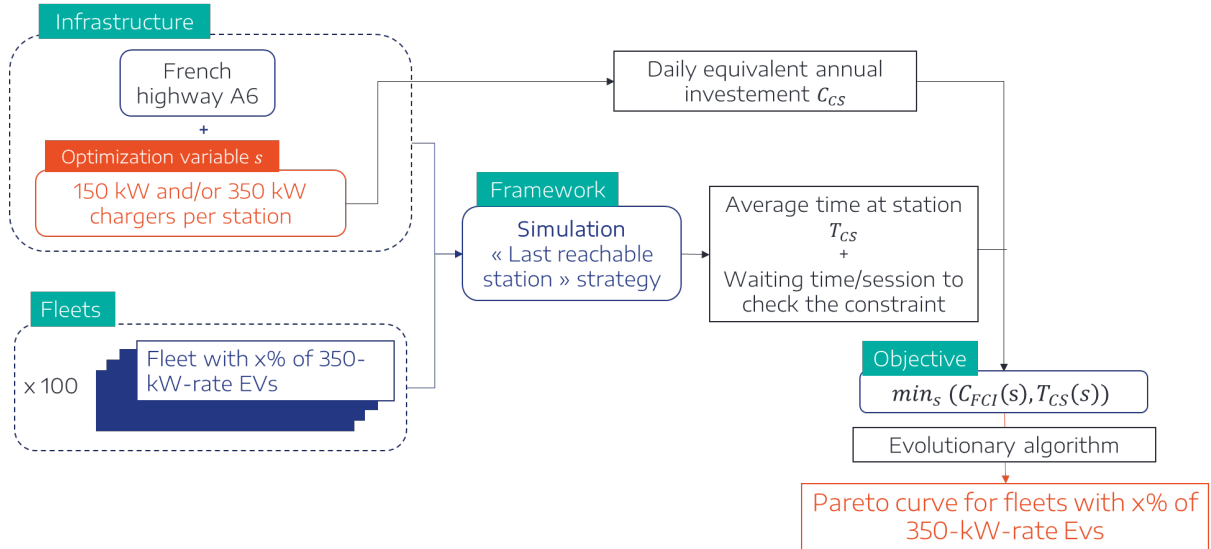 Infrastructure
French
highway A6
+
Optimization variable s
150 kW and/or 350 kW
chargers per station
Daily equivalent annual
investement C_CS
Framework
Simulation
« Last reachable
station » strategy
Average time at station
T_CS
+
Waiting time/session to
check the constraint
Fleets
x 100
Fleet with x% of 350-
kW-rate EVs
Objective
min_s (C_FCI(s), T_CS(s))
Evolutionary algorithm
Pareto curve for fleets with x% of
350-kW-rate Evs